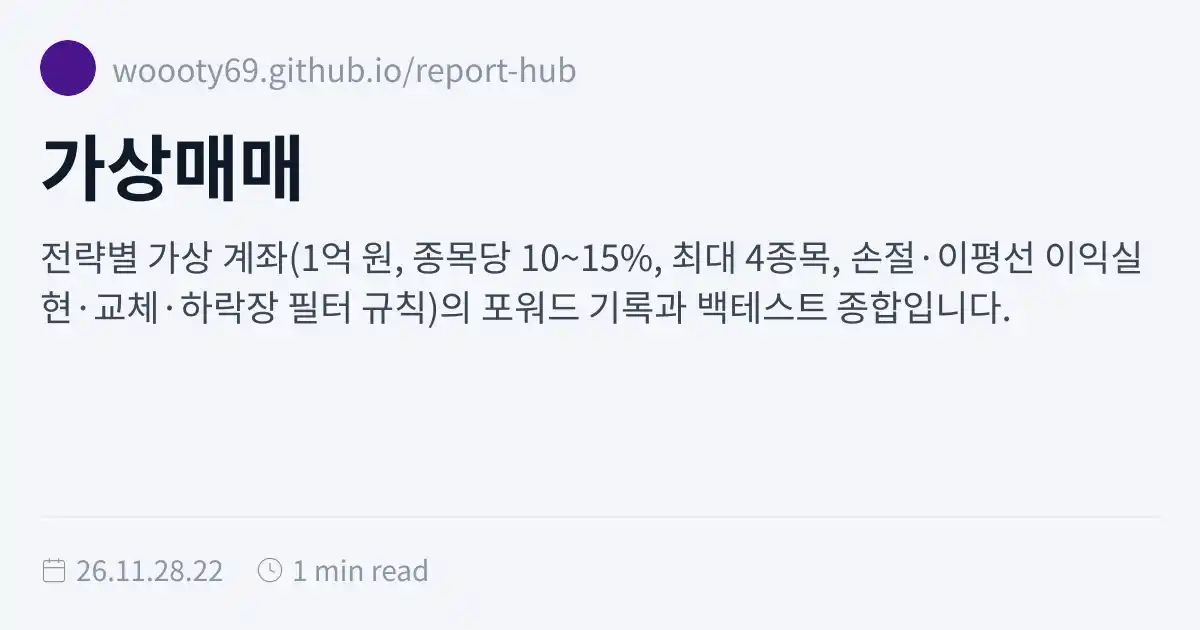 woooty69.github.io/report-hub
가상매매
전략별 가상 계좌(1억 원, 종목당 10~15%, 최대 4종목, 손절·이평선 이익실
현·교체·하락장 필터 규칙)의 포워드 기록과 백테스트 종합입니다.
26.11.28.22
1 min read